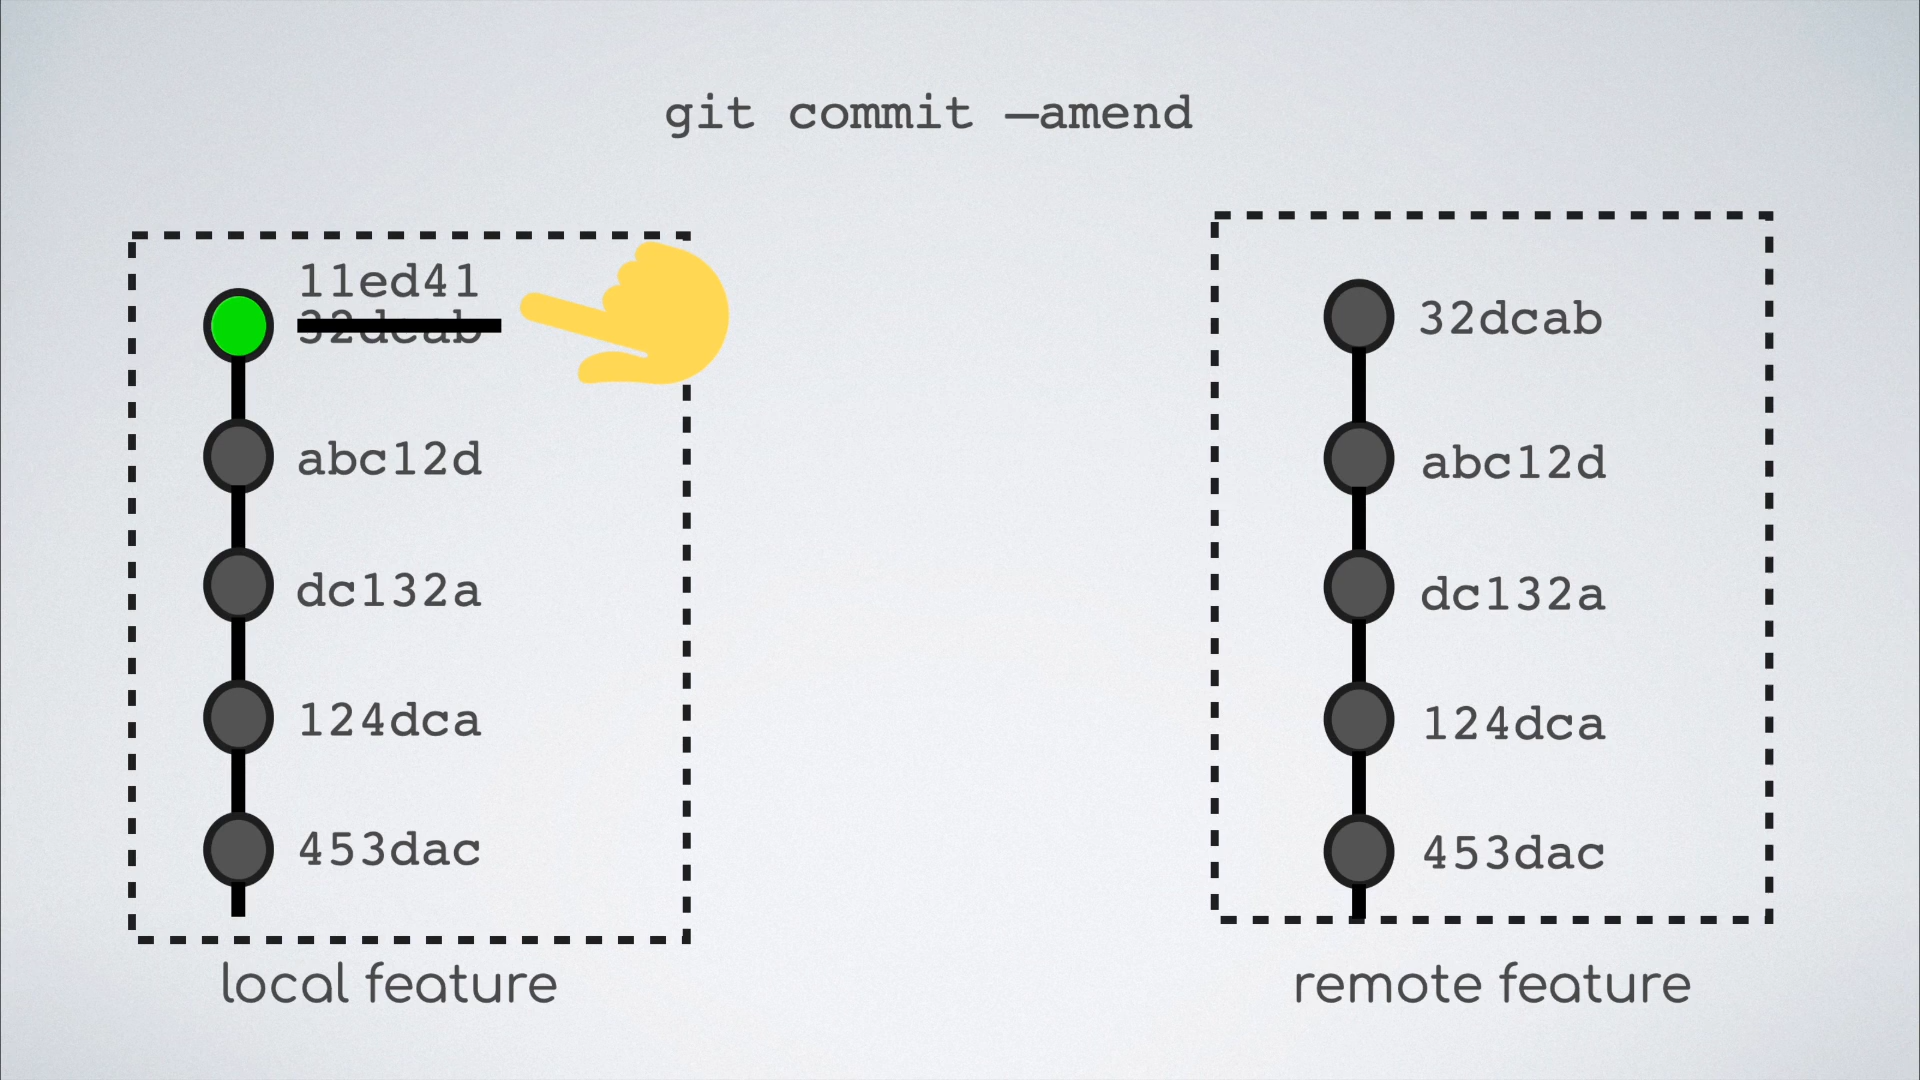 git commit —amend
11ed41
32dcab
abc12d
dc132a
124dca
453dac
local feature
32dcab
abc12d
dc132a
124dca
453dac
remote feature